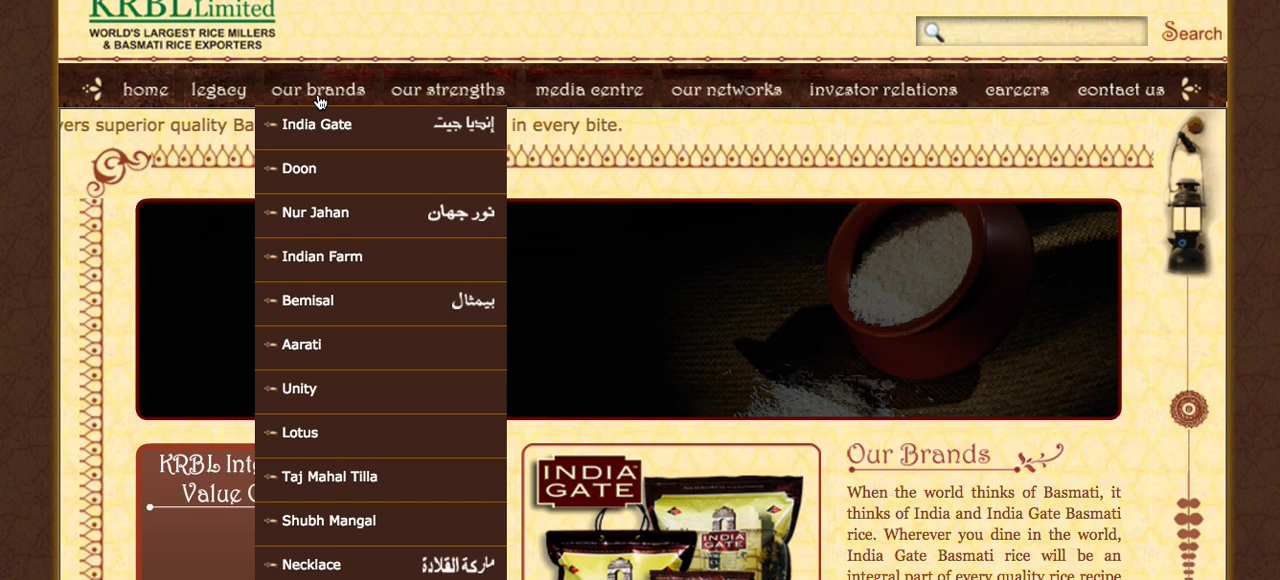 KRBL Limited
WORLD'S LARGEST RICE MILLERS
& BASMATI RICE EXPORTERS
Search
home legacy our brands our strengths media centre our networks investor relations careers contact us
superior quality in every bite.
India Gate إنديا جيت
Doon
Nur Jahan نور جهان
Indian Farm
Bemisal بيمثال
Aarati
Unity
Lotus
Taj Mahal Tilla
Shubh Mangal
Necklace ماركة القلادة
KRBL
Value
INDIA
GATE
INDIA
GATE
Our Brands
When the world thinks of Basmati, it
thinks of India and India Gate Basmati
rice. Wherever you dine in the world,
India Gate Basmati rice will be an
integral part of every quality rice recipe